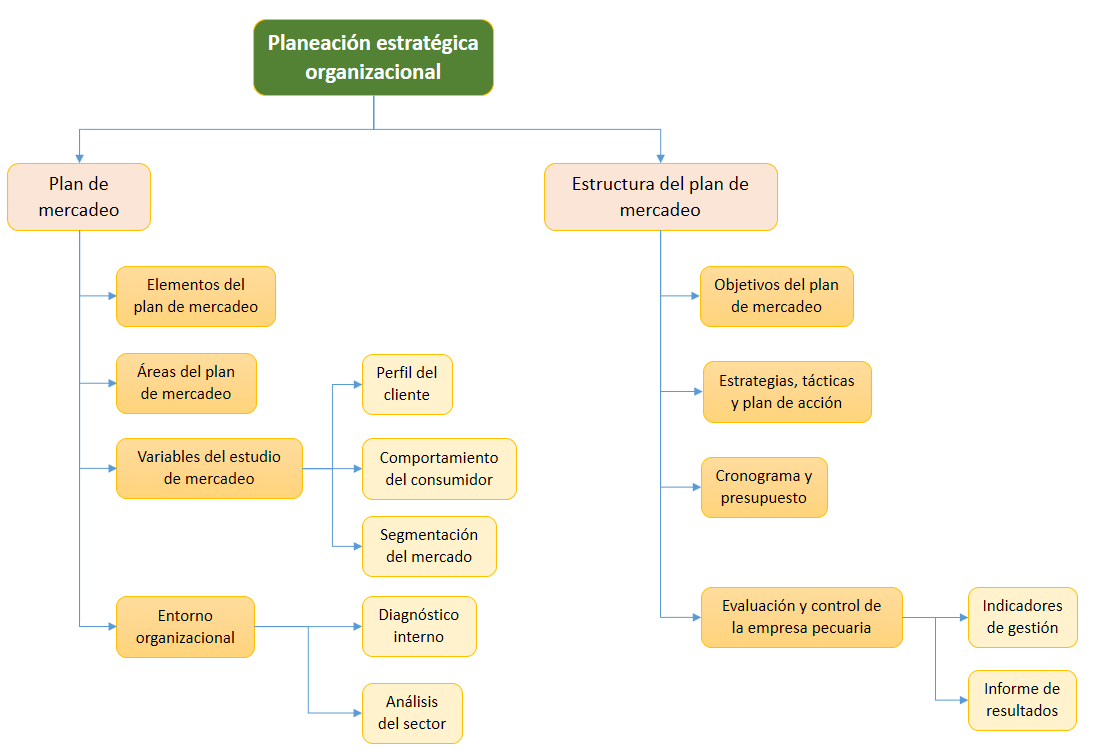 Planeación estratégica
organizacional
Plan de
mercadeo
Elementos del
plan de mercadeo
Áreas del plan
de mercadeo
Variables del estudio
de mercadeo
Perfil del
cliente
Comportamiento
del consumidor
Segmentación
del mercado
Entorno
organizacional
Diagnóstico
interno
Análisis
del sector
Estructura del plan de
mercadeo
Objetivos del plan
de mercadeo
Estrategias, tácticas
y plan de acción
Cronograma y
presupuesto
Evaluación y control de
la empresa pecuaria
Indicadores
de gestión
Informe de
resultados